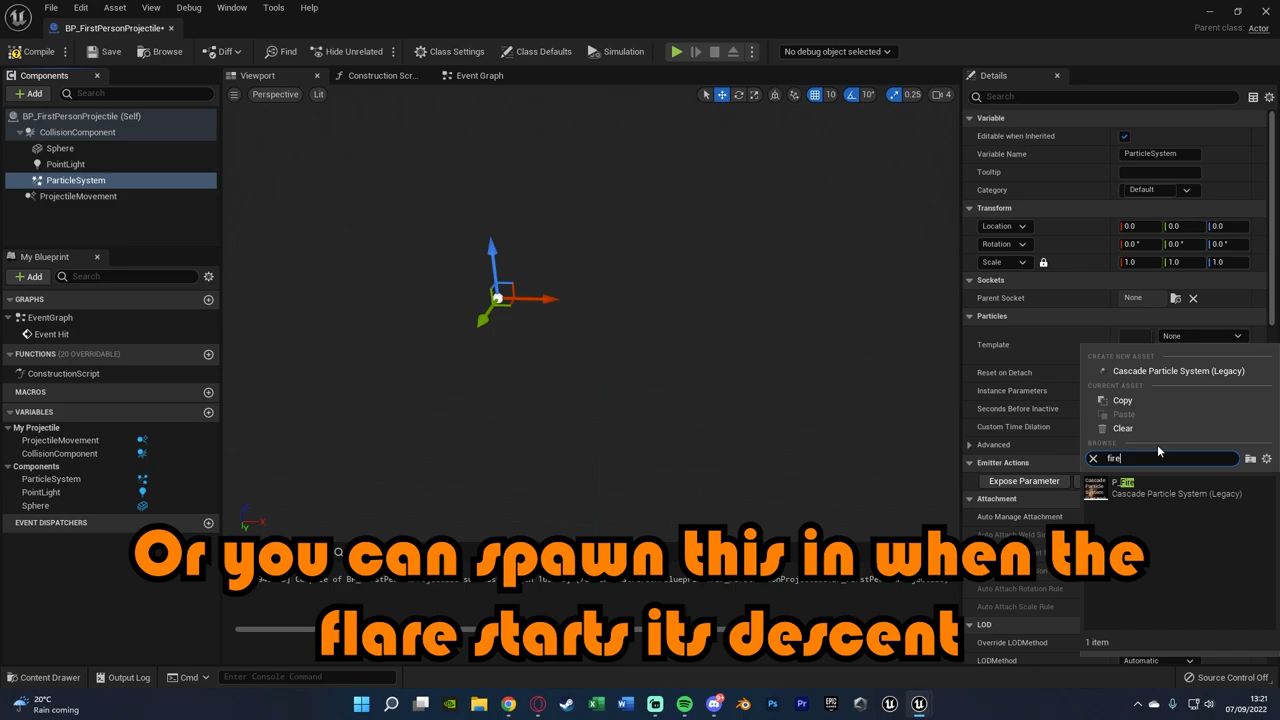 File Edit Asset View Debug Window Tools Help
BP_FirstPersonProjectile*
Parent class: Actor
Compile Save Browse Diff Find Hide Unrelated Class Settings Class Defaults Simulation No debug object selected
Components
Add Search
BP_FirstPersonProjectile (Self)
CollisionComponent
Sphere
PointLight
ParticleSystem
ProjectileMovement
My Blueprint
Add Search
GRAPHS
EventGraph
Event Hit
FUNCTIONS (20 OVERRIDABLE)
ConstructionScript
MACROS
VARIABLES
My Projectile
ProjectileMovement
CollisionComponent
Components
ParticleSystem
PointLight
Sphere
EVENT DISPATCHERS
Viewport Construction Scr... Event Graph
Perspective Lit 10 10° 0.25 4
Details
Search
Variable
Editable when Inherited
Variable Name ParticleSystem
Tooltip
Category Default
Transform
Location 0.0 0.0 0.0
Rotation 0.0 ° 0.0 ° 0.0 °
Scale 1.0 1.0 1.0
Sockets
Parent Socket None
Particles
Template None
Reset on Detach
Instance Parameters
Seconds Before Inactive
Custom Time Dilation
Advanced
Emitter Actions
Expose Parameter
Attachment
Auto Manage Attachment
Auto Attach Rotation Rule
Auto Attach Scale Rule
LOD
Override LODMethod
LODMethod Automatic
CREATE NEW ASSET
Cascade Particle System (Legacy)
CURRENT ASSET
Copy
Paste
Clear
BROWSE
fire
Cascade Particle System
P_Fire
Cascade Particle System (Legacy)
1 item
Or you can spawn this in when the
flare starts its descent
Content Drawer Output Log Cmd Enter Console Command Source Control Off
20°C
Rain coming
13:21
07/09/2022